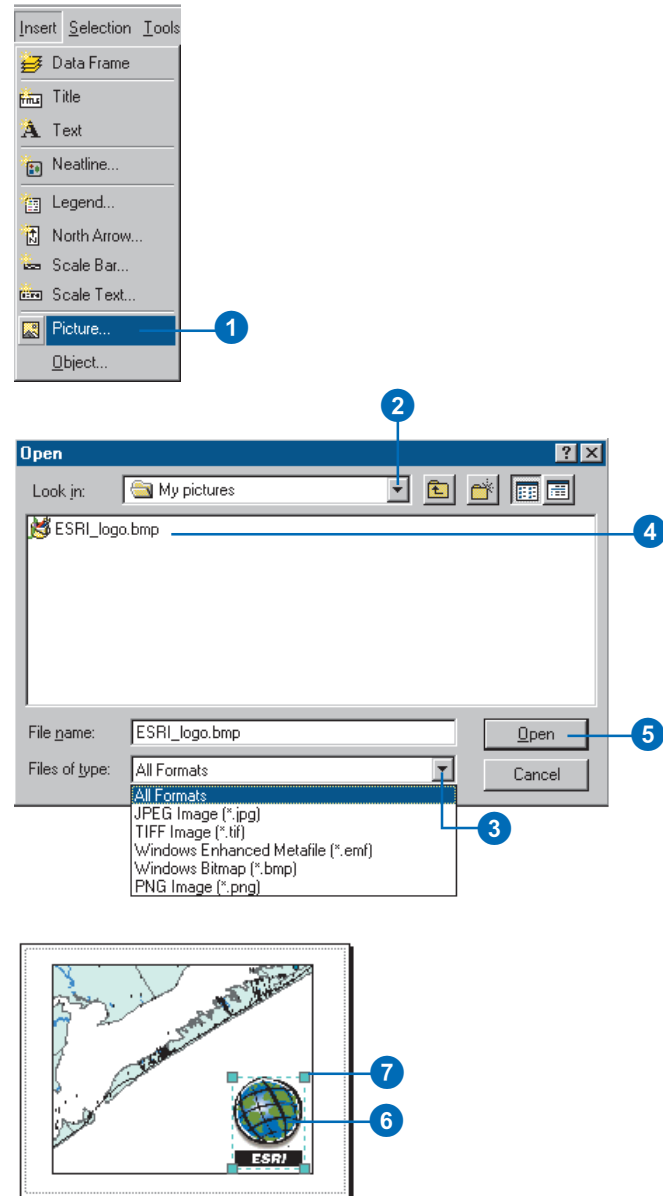 Insert Selection Tools
Data Frame
Title
Text
Neatline...
Legend...
North Arrow...
Scale Bar...
Scale Text...
Picture...
Object...
1
2
Open
Look in: My pictures
ESRI_logo.bmp
4
File name: ESRI_logo.bmp Open
5
Files of type: All Formats Cancel
All Formats
JPEG Image (*.jpg)
TIFF Image (*.tif)
Windows Enhanced Metafile (*.emf)
Windows Bitmap (*.bmp)
PNG Image (*.png)
3
7
6
ESRI